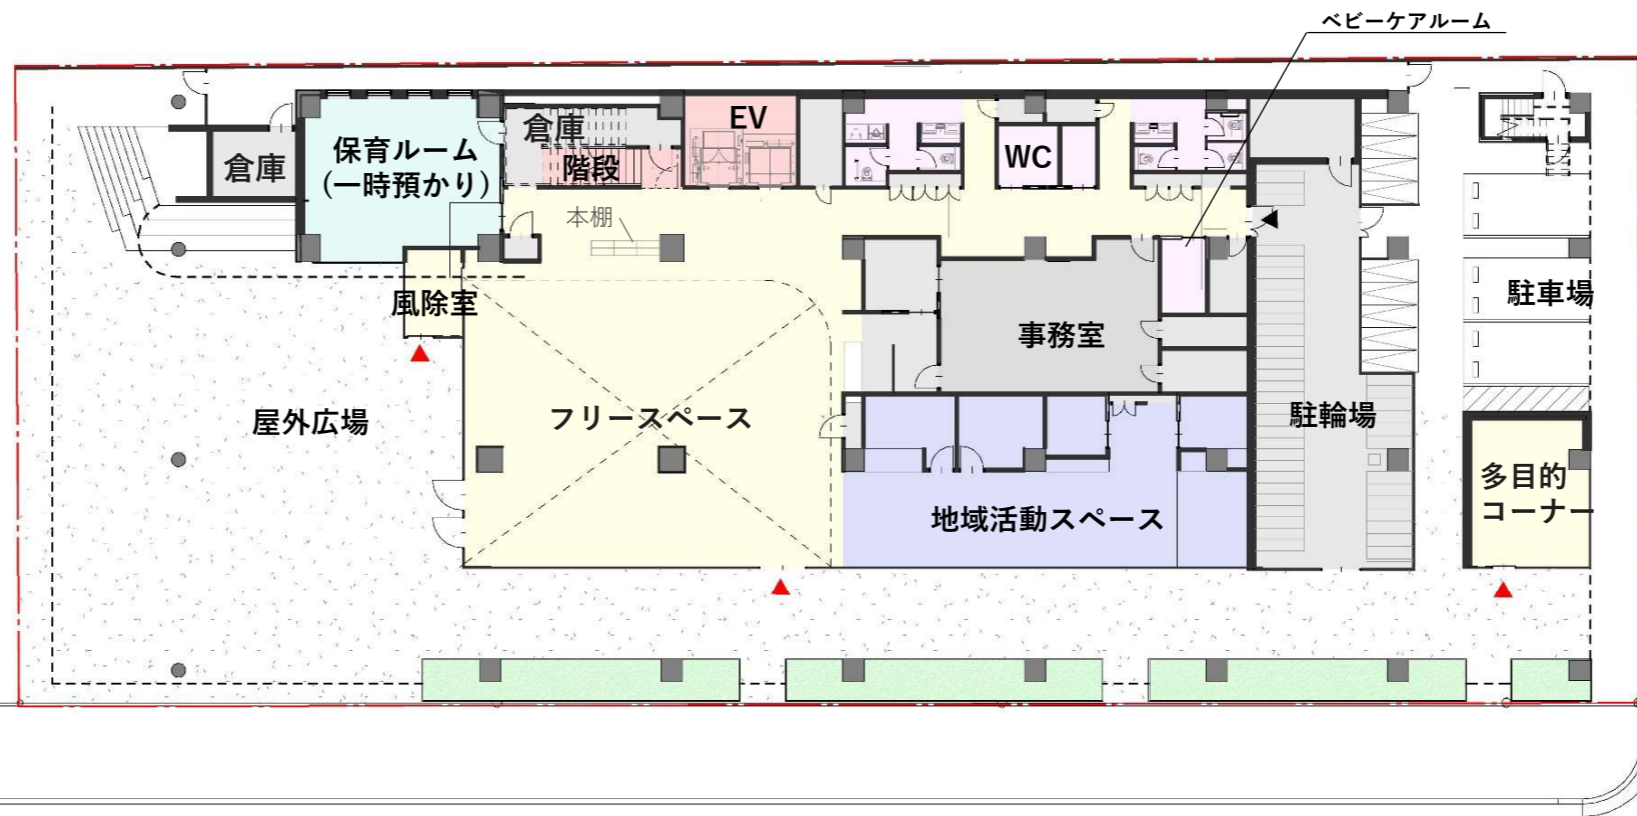 ベビーケアルーム
EV
倉庫
保育ルーム
(一時預かり)
倉庫
階段
WC
本棚
風除室
駐車場
事務室
屋外広場
フリースペース
駐輪場
多目的
コーナー
地域活動スペース